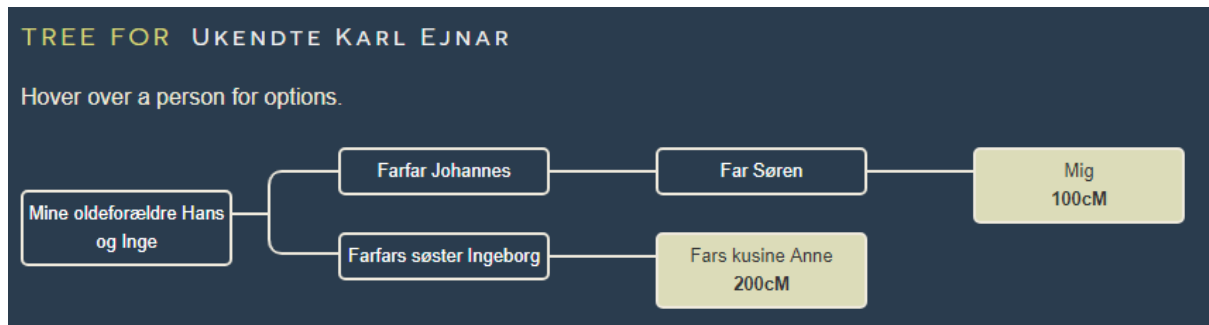 TREE FOR UKENDTE KARL EJNAR
Hover over a person for options.
Mine oldeforældre Hans
og Inge
Farfar Johannes
Far Søren
Mig
100cM
Farfars søster Ingeborg
Fars kusine Anne
200cM